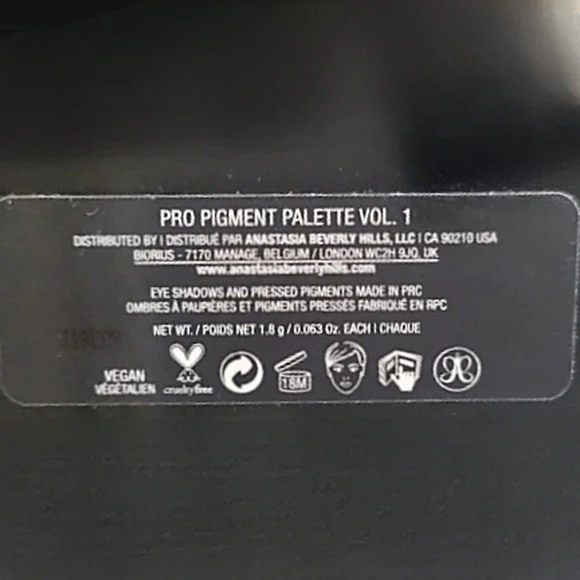 PRO PIGMENT PALETTE VOL. 1
DISTRIBUTED BY | DISTRIBUÉ PAR ANASTASIA BEVERLY HILLS, LLC | CA 90210 USA
BIORIUS - 7170 MANAGE, BELGIUM / LONDON WC2H 9JQ, UK
www.anastasiabeverlyhills.com
EYE SHADOWS AND PRESSED PIGMENTS MADE IN PRC
OMBRES À PAUPIÈRES ET PIGMENTS PRESSÉS FABRIQUÉ EN RPC
NET WT. / POIDS NET 1.8 g / 0.063 Oz. EACH | CHAQUE
VEGAN
VÉGÉTALIEN
crueltyfree
18M